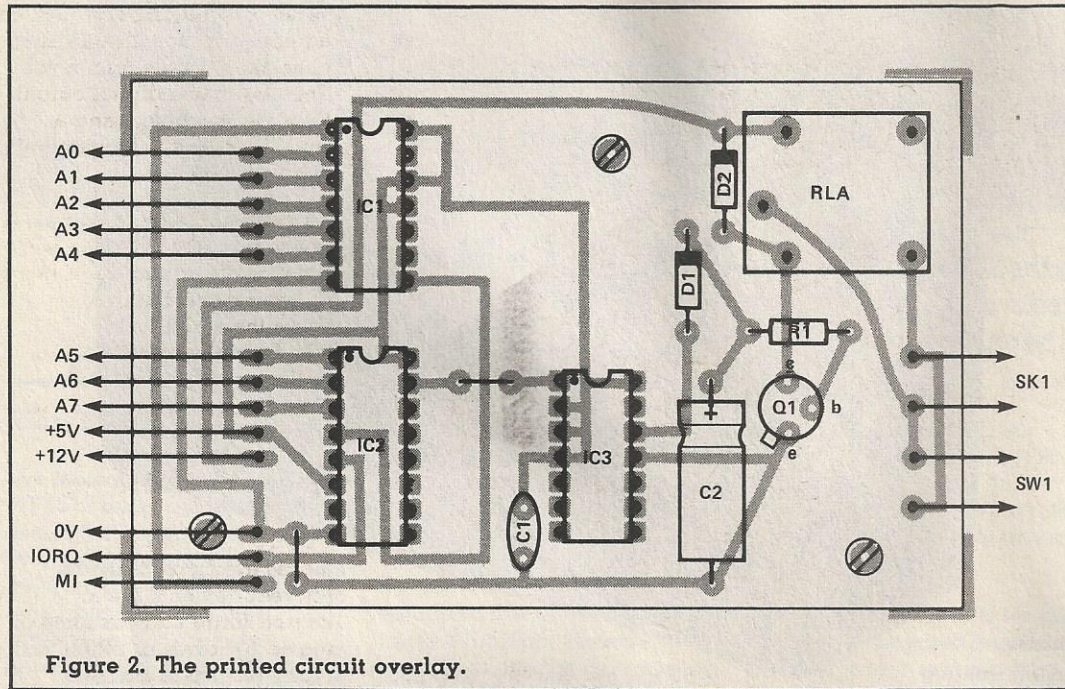 A0
A1
A2
A3
A4
A5
A6
A7
+5V
+12V
0V
IORQ
MI
IC1
IC2
IC3
C1
D1
D2
RLA
R1
c
Q1
b
e
+
C2
SK1
SW1
Figure 2. The printed circuit overlay.